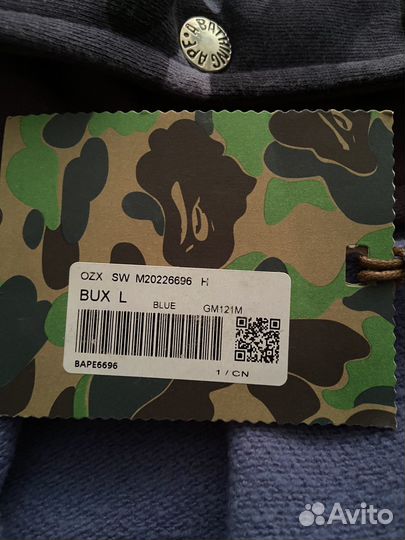 A BATHING APE
OZX SW M20226696 H
BUX L BLUE GM121M
BAPE6696
1 / CN
Avito